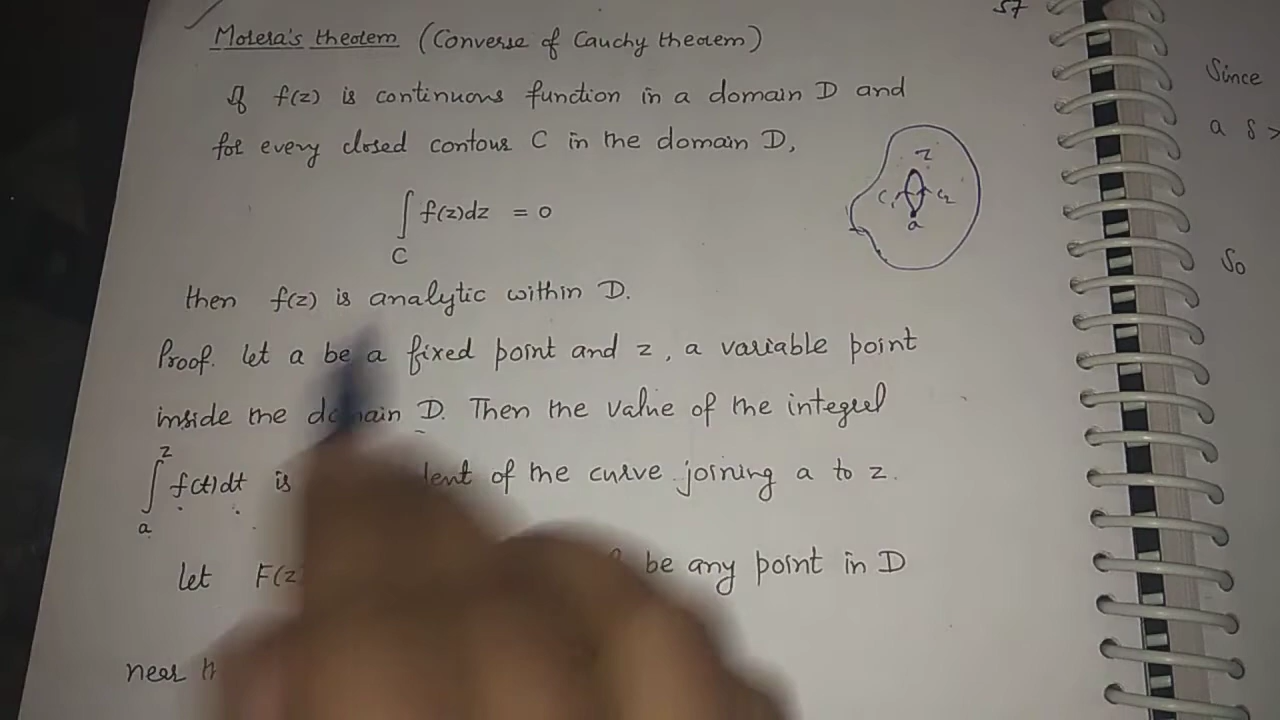 57
Morera's theorem (Converse of Cauchy theorem)
If f(z) is continuous function in a domain D and
for every closed contour C in the domain D,
∫ f(z)dz = 0
C
z
C₁ C₂
a
then f(z) is analytic within D.
Proof. Let a be a fixed point and z, a variable point
inside the domain D. Then the value of the integral
z
∫ f(t)dt is of the curve joining a to z.
a
Let F(z be any point in D
near
Since
a δ >
So